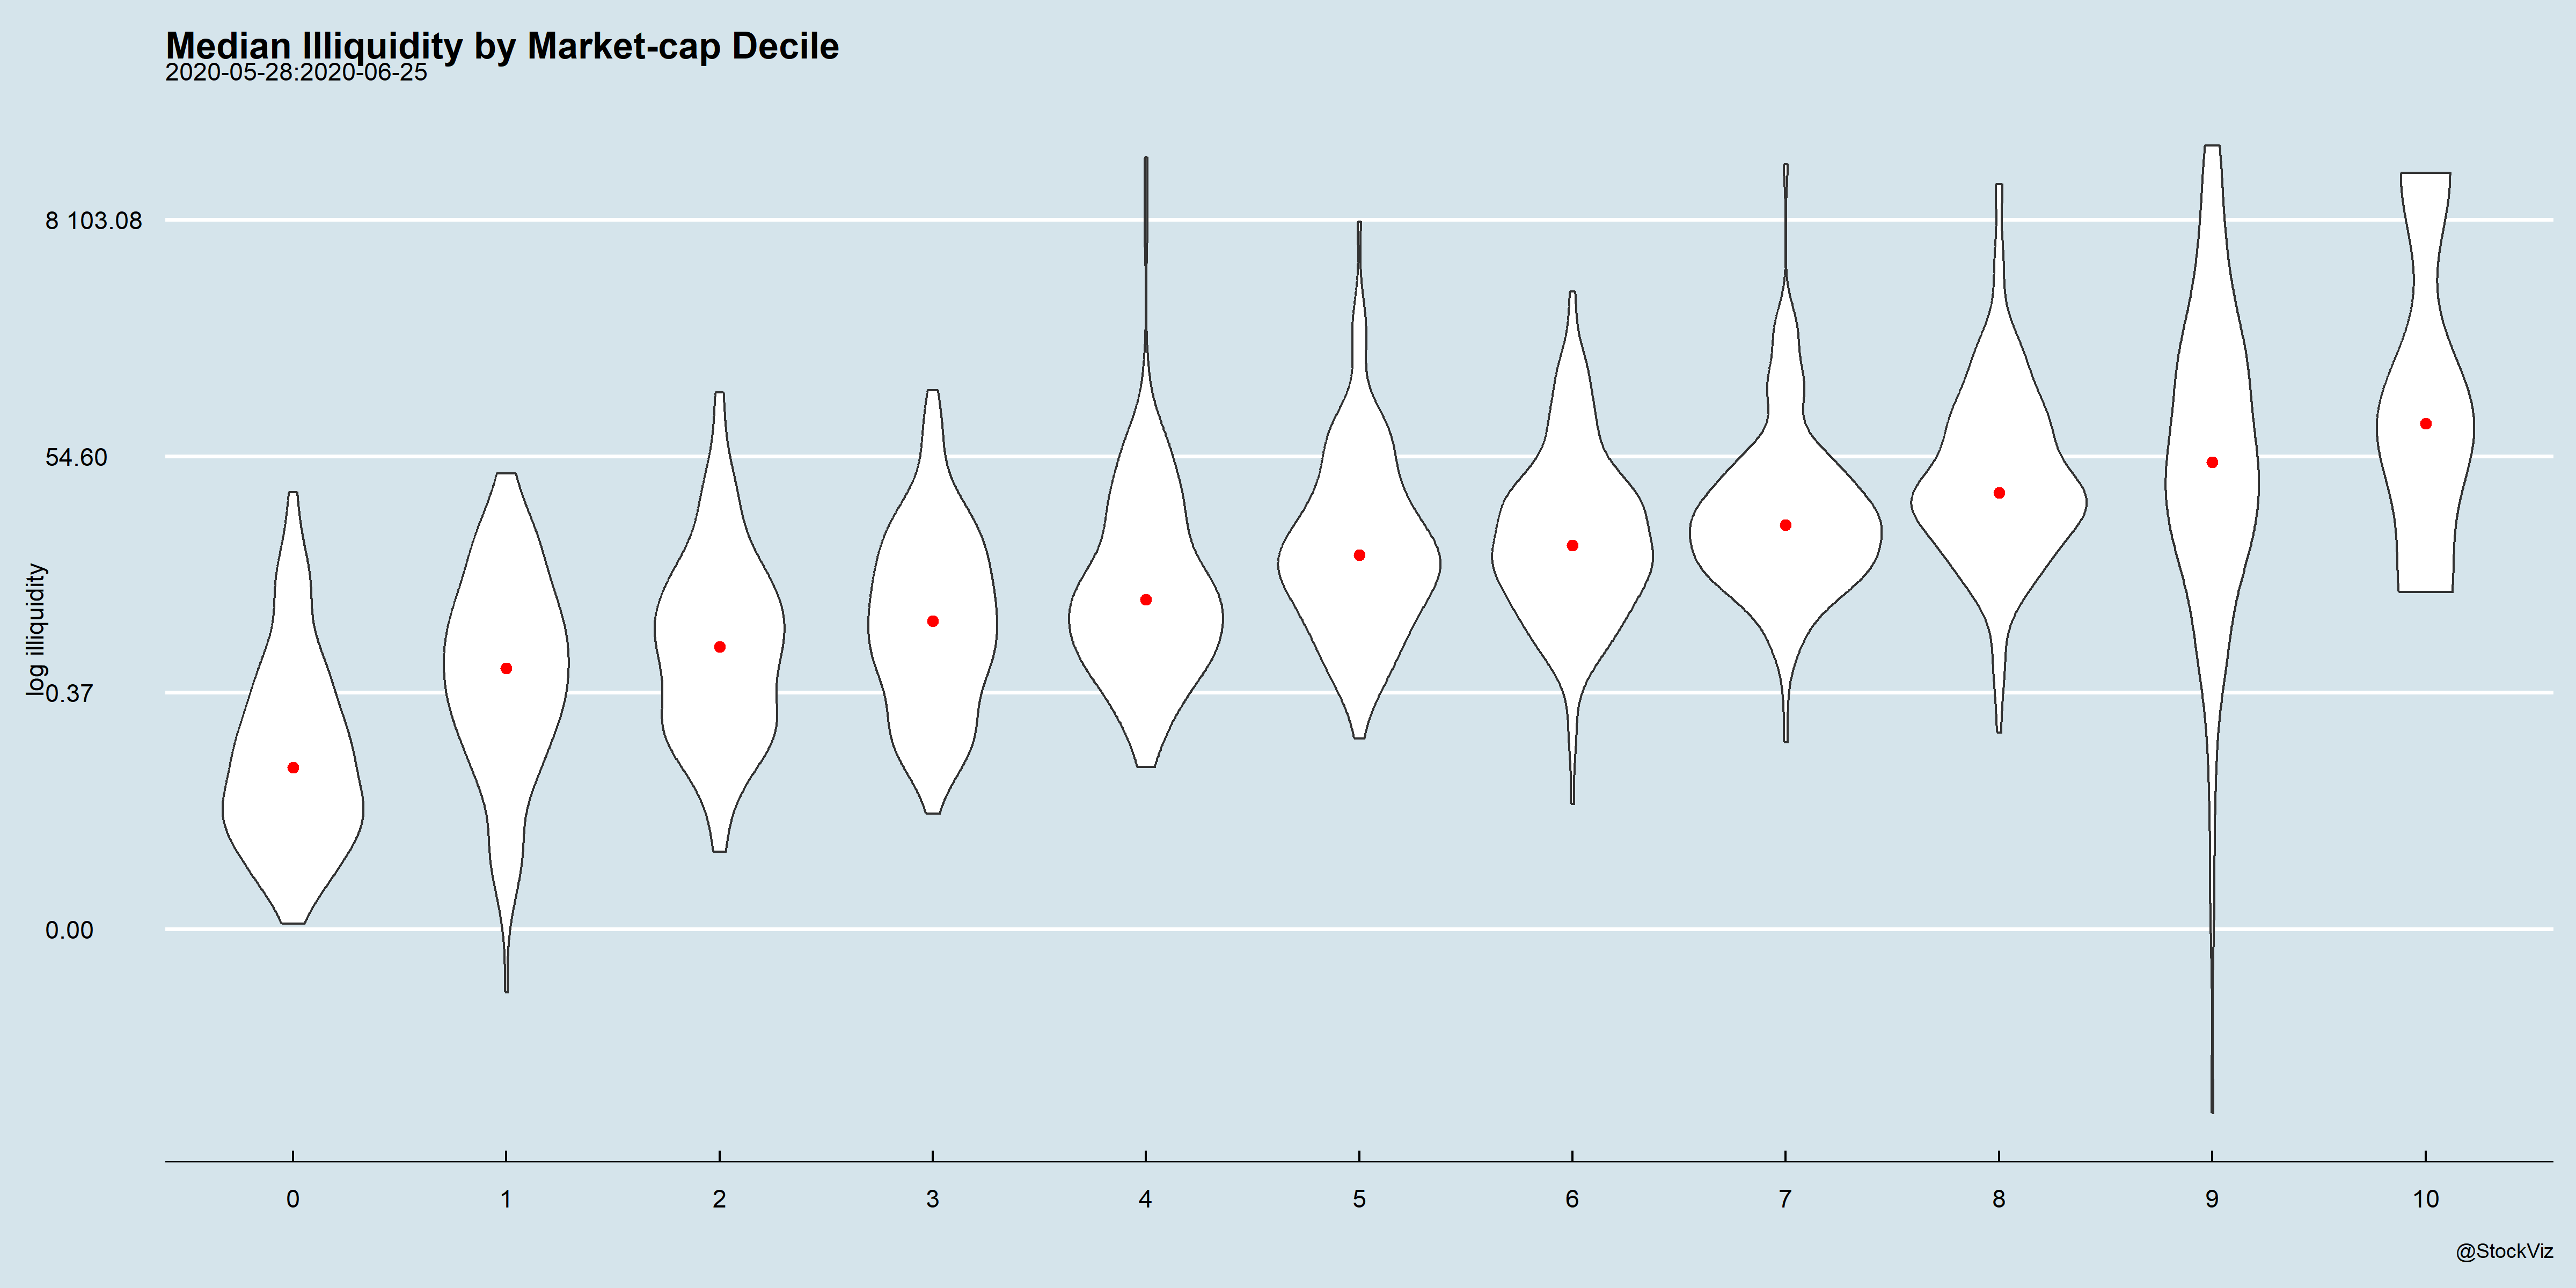 Median Illiquidity by Market-cap Decile
2020-05-28:2020-06-25
log illiquidity
8 103.08
54.60
0.37
0.00
0 1 2 3 4 5 6 7 8 9 10
@StockViz